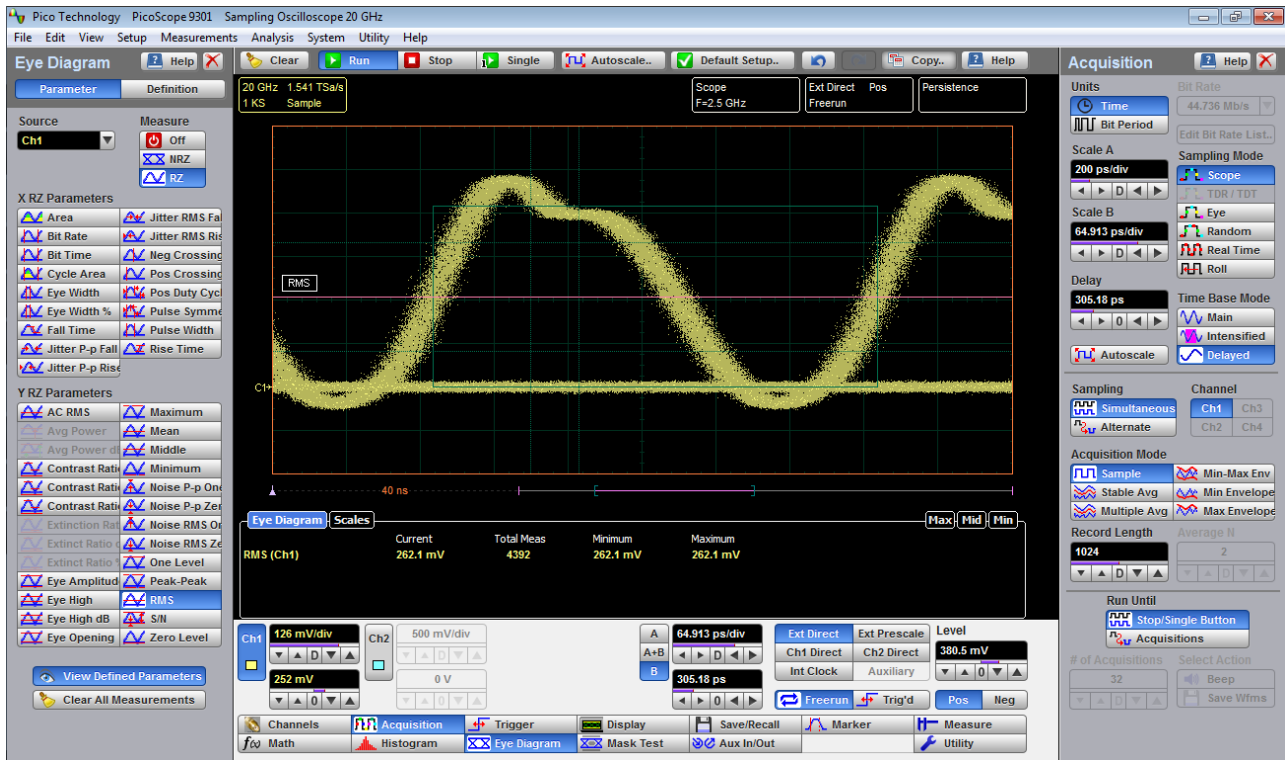 Pico Technology PicoScope 9301 Sampling Oscilloscope 20 GHz
File Edit View Setup Measurements Analysis System Utility Help
Eye Diagram ? Help
Parameter Definition
Source Measure
Ch1 Off
NRZ
RZ
X RZ Parameters
Area Jitter RMS Fal
Bit Rate Jitter RMS Ris
Bit Time Neg Crossing
Cycle Area Pos Crossing
Eye Width Pos Duty Cycl
Eye Width % Pulse Symme
Fall Time Pulse Width
Jitter P-p Fall Rise Time
Jitter P-p Rise
Y RZ Parameters
AC RMS Maximum
Avg Power Mean
Avg Power dB Middle
Contrast Rati Minimum
Contrast Rati Noise P-p One
Contrast Rati Noise P-p Zer
Extinction Rat Noise RMS On
Extinct Ratio Noise RMS Ze
Extinct Ratio One Level
Eye Amplitud Peak-Peak
Eye High RMS
Eye High dB S/N
Eye Opening Zero Level
View Defined Parameters
Clear All Measurements
Clear Run Stop Single Autoscale.. Default Setup.. Copy.. ? Help
20 GHz 1.541 TSa/s
1 KS Sample
Scope
F=2.5 GHz
Ext Direct Pos
Freerun
Persistence
RMS
C1
40 ns
Eye Diagram Scales Max Mid Min
Current Total Meas Minimum Maximum
RMS (Ch1) 262.1 mV 4392 262.1 mV 262.1 mV
Ch1 126 mV/div Ch2 500 mV/div
D D
252 mV 0 V
0 0
A 64.913 ps/div
A+B D
B 305.18 ps
0
Ext Direct Ext Prescale Level
Ch1 Direct Ch2 Direct 380.5 mV
Int Clock Auxiliary 0
Freerun Trig'd Pos Neg
Channels Acquisition Trigger Display Save/Recall Marker Measure
f(x) Math Histogram Eye Diagram Mask Test Aux In/Out Utility
Acquisition ? Help
Units Bit Rate
Time 44.736 Mb/s
Bit Period Edit Bit Rate List..
Scale A Sampling Mode
200 ps/div Scope
D TDR / TDT
Scale B Eye
64.913 ps/div Random
D Real Time
Roll
Delay
305.18 ps Time Base Mode
0 Main
Intensified
Autoscale Delayed
Sampling Channel
Simultaneous Ch1 Ch3
Alternate Ch2 Ch4
Acquisition Mode
Sample Min-Max Env
Stable Avg Min Envelope
Multiple Avg Max Envelope
Record Length Average N
1024 2
D D
Run Until
Stop/Single Button
Acquisitions
# of Acquisitions Select Action
32 Beep
D Save Wfms